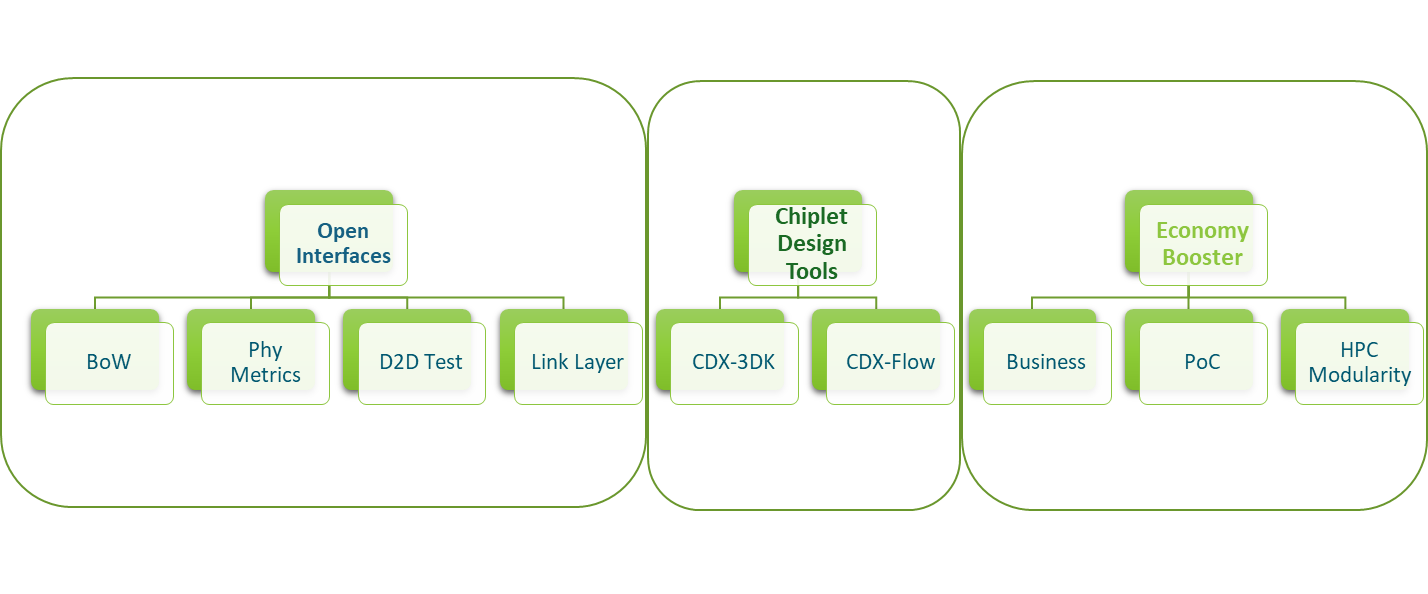 Open
Interfaces
Chiplet
Design
Tools
Economy
Booster
BoW
Phy
Metrics
D2D Test
Link Layer
CDX-3DK
CDX-Flow
Business
PoC
HPC
Modularity